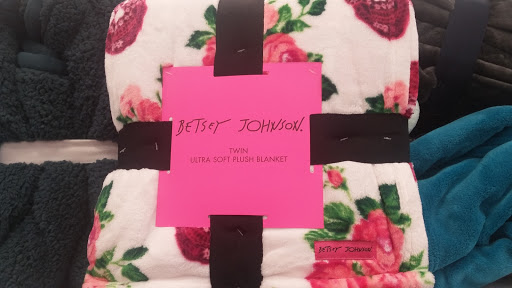 BETSEY JOHNSON.
TWIN
ULTRA SOFT PLUSH BLANKET
BETSEY JOHNSON